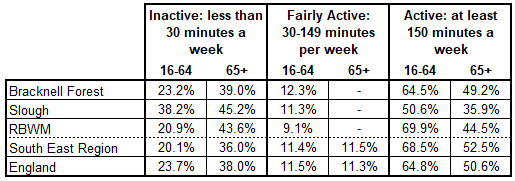 Inactive: less than 30 minutes a week Fairly Active: 30-149 minutes per week Active: at least 150 minutes a week
16-64 65+ 16-64 65+ 16-64 65+
Bracknell Forest 23.2% 39.0% 12.3% - 64.5% 49.2%
Slough 38.2% 45.2% 11.3% - 50.6% 35.9%
RBWM 20.9% 43.6% 9.1% - 69.9% 44.5%
South East Region 20.1% 36.0% 11.4% 11.5% 68.5% 52.5%
England 23.7% 38.0% 11.5% 11.3% 64.8% 50.6%